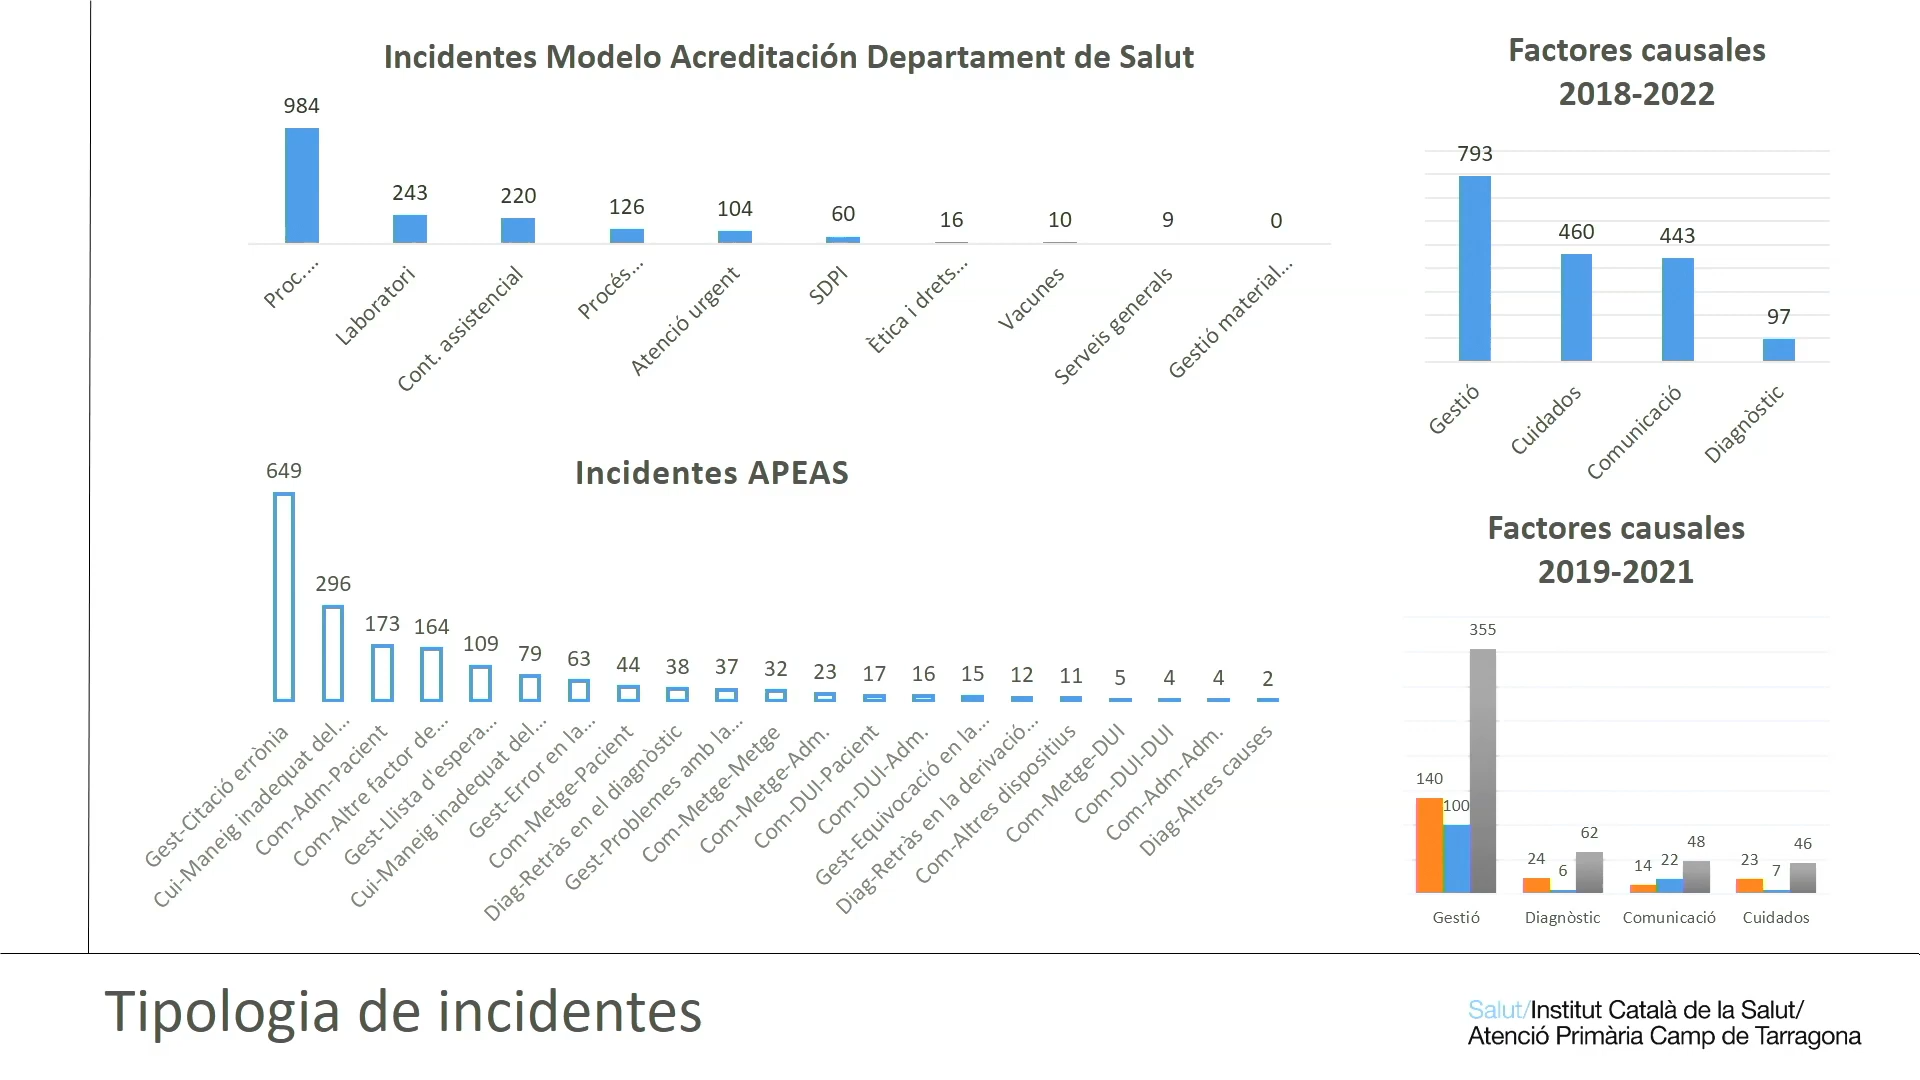 Incidentes Modelo Acreditación Departament de Salut
984
243
220
126
104
60
16
10
9
0
Proc....
Laboratori
Cont. assistencial
Procés...
Atenció urgent
SDPI
Ètica i drets...
Vacunes
Serveis generals
Gestió material...
Incidentes APEAS
649
296
173
164
109
79
63
44
38
37
32
23
17
16
15
12
11
5
4
4
2
Gest-Citació errònia
Cui-Maneig inadequat del...
Com-Adm-Pacient
Com-Altre factor de...
Gest-Llista d'espera...
Cui-Maneig inadequat del...
Gest-Error en la...
Com-Metge-Pacient
Diag-Retràs en el diagnòstic
Gest-Problemes amb la...
Com-Metge-Metge
Com-Metge-Adm.
Com-DUI-Pacient
Com-DUI-Adm.
Gest-Equivocació en la...
Diag-Retràs en la derivació...
Com-Altres dispositius
Com-Metge-DUI
Com-DUI-DUI
Com-Adm-Adm.
Diag-Altres causes
Factores causales
2018-2022
793
460
443
97
Gestió
Cuidados
Comunicació
Diagnòstic
Factores causales
2019-2021
140
100
355
24
6
62
14
22
48
23
7
46
Gestió
Diagnòstic
Comunicació
Cuidados
Tipologia de incidentes
Salut/Institut Català de la Salut/
Atenció Primària Camp de Tarragona